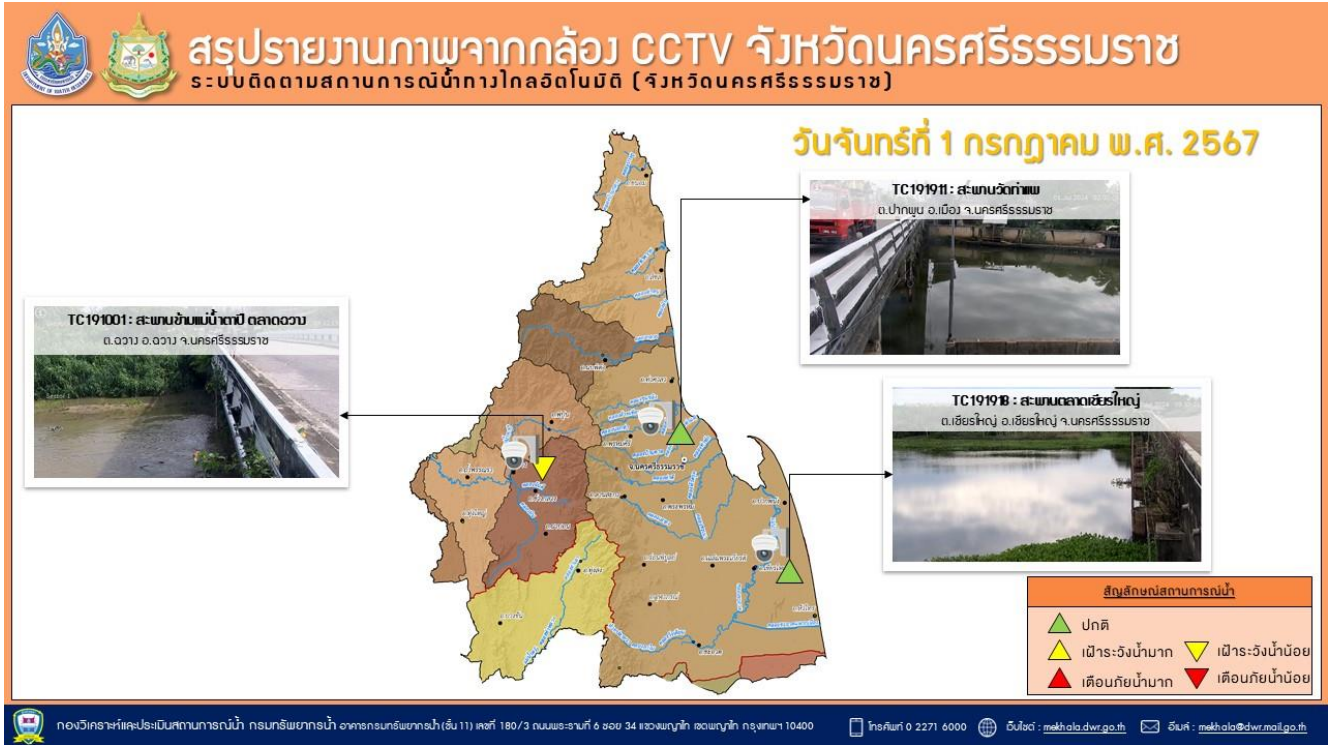 สรุปรายงานภาพจากกล้อง CCTV จังหวัดนครศรีธรรมราช
ระบบติดตามสถานการณ์น้ำทางไกลอัตโนมัติ (จังหวัดนครศรีธรรมราช)
วันจันทร์ที่ 1 กรกฎาคม พ.ศ. 2567
TC191911 : สะพานวัดท่าแพ
ต.ปากพูน อ.เมือง จ.นครศรีธรรมราช
TC191001 : สะพานข้ามแม่น้ำตาปี ตลาดฉวาง
ต.ฉวาง อ.ฉวาง จ.นครศรีธรรมราช
TC191918 : สะพานตลาดเชียรใหญ่
ต.เชียรใหญ่ อ.เชียรใหญ่ จ.นครศรีธรรมราช
จ.นครศรีธรรมราช
สัญลักษณ์สถานการณ์น้ำ
ปกติ
เฝ้าระวังน้ำมาก
เฝ้าระวังน้ำน้อย
เตือนภัยน้ำมาก
เตือนภัยน้ำน้อย
กองวิเคราะห์และประเมินสถานการณ์น้ำ กรมทรัพยากรน้ำ อาคารกรมทรัพยากรน้ำ (ชั้น 11) เลขที่ 180/3 ถนนพระรามที่ 6 ซอย 34 แขวงพญาไท เขตพญาไท กรุงเทพฯ 10400
โทรศัพท์ 0 2271 6000
เว็บไซต์ : mekhala.dwr.go.th
อีเมล์ : mekhala@dwr.mail.go.th